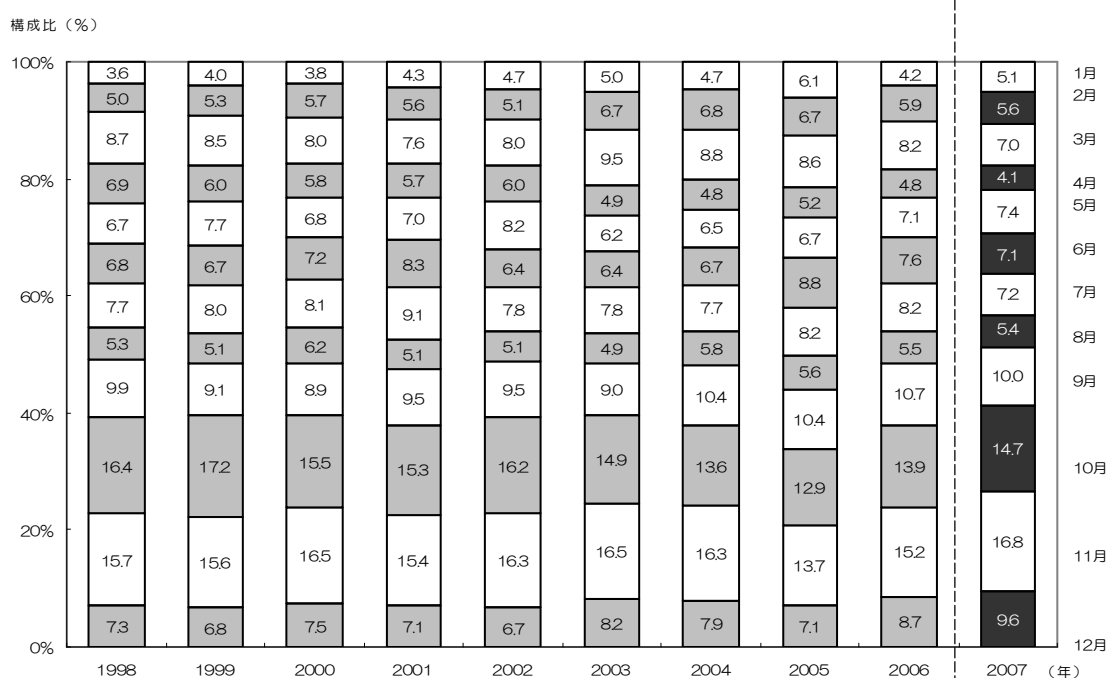 構成比（％）
100% 3.6 4.0 3.8 4.3 4.7 5.0 4.7 6.1 4.2 5.1 1月
5.0 5.3 5.7 5.6 5.1 6.7 6.8 6.7 5.9 5.6 2月
8.7 8.5 8.0 7.6 8.0 9.5 8.8 8.6 8.2 7.0 3月
80% 6.9 6.0 5.8 5.7 6.0 4.9 4.8 5.2 4.8 4.1 4月
6.7 7.7 6.8 7.0 8.2 6.2 6.5 6.7 7.1 7.4 5月
6.8 6.7 7.2 8.3 6.4 6.4 6.7 8.8 7.6 7.1 6月
60% 7.7 8.0 8.1 9.1 7.8 7.8 7.7 8.2 8.2 7.2 7月
5.3 5.1 6.2 5.1 5.1 4.9 5.8 5.6 5.5 5.4 8月
40% 9.9 9.1 8.9 9.5 9.5 9.0 10.4 10.4 10.7 10.0 9月
16.4 17.2 15.5 15.3 16.2 14.9 13.6 12.9 13.9 14.7 10月
20% 15.7 15.6 16.5 15.4 16.3 16.5 16.3 13.7 15.2 16.8 11月
0% 7.3 6.8 7.5 7.1 6.7 8.2 7.9 7.1 8.7 9.6 12月
1998 1999 2000 2001 2002 2003 2004 2005 2006 2007 （年）